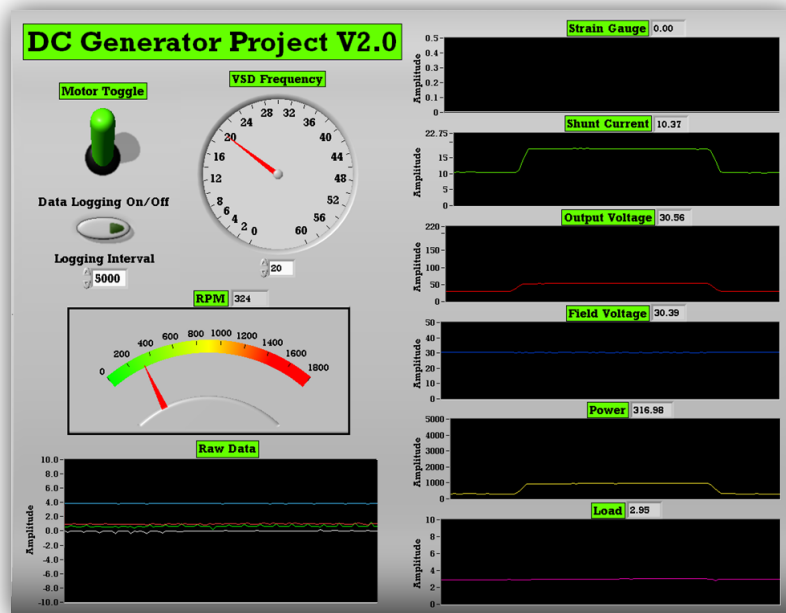 DC Generator Project V2.0
Motor Toggle
VSD Frequency
0 2 4 6 8 12 16 20 24 28 32 36 40 44 48 52 56 60
20
Data Logging On/Off
Logging Interval
5000
RPM 324
0 200 400 600 800 1000 1200 1400 1600 1800
Raw Data
Amplitude
10.0
8.0
6.0
4.0
2.0
0.0
-2.0
-4.0
-6.0
-8.0
-10.0
Strain Gauge 0.00
Amplitude
0.5
0.4
0.3
0.2
0.1
0
Shunt Current 10.37
Amplitude
22.75
15
10
5
0
Output Voltage 30.56
Amplitude
220
150
100
50
0
Field Voltage 30.39
Amplitude
50
40
30
20
10
0
Power 316.98
Amplitude
5000
4000
3000
2000
1000
0
Load 2.95
Amplitude
10
8
6
4
2
0